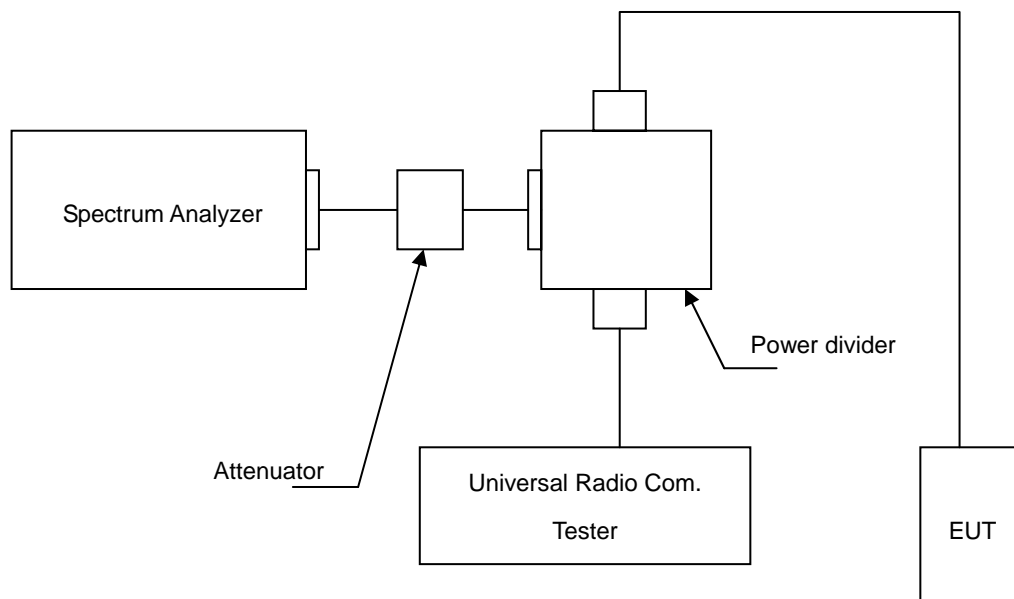 Spectrum Analyzer
Power divider
Attenuator
Universal Radio Com.
Tester
EUT